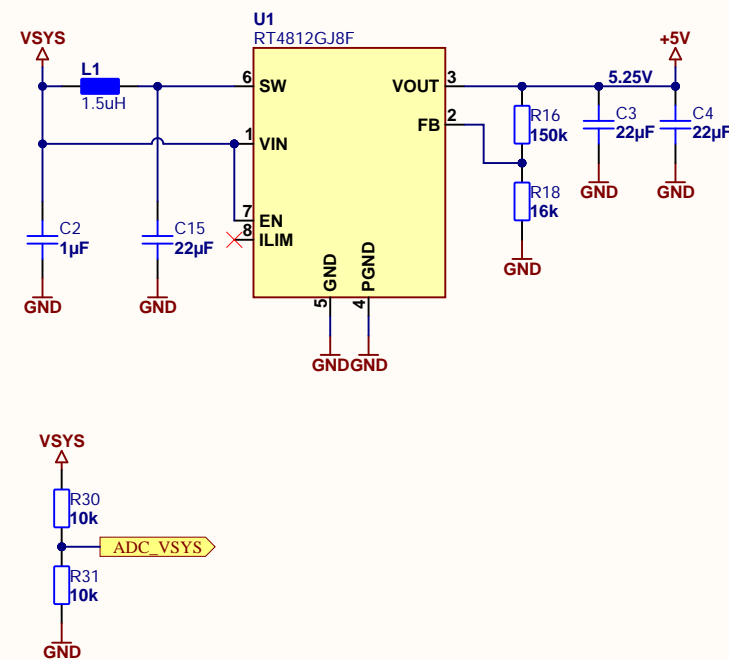 U1
RT4812GJ8F
VSYS
+5V
L1
1.5uH
6
SW
VOUT
3
5.25V
2
FB
R16
150k
C3
22µF
C4
22µF
1
VIN
GND
GND
R18
16k
7
EN
8
ILIM
C2
1µF
C15
22µF
GND
GND
GND
GND
PGND
5
4
GND
GND
VSYS
R30
10k
ADC_VSYS
R31
10k
GND